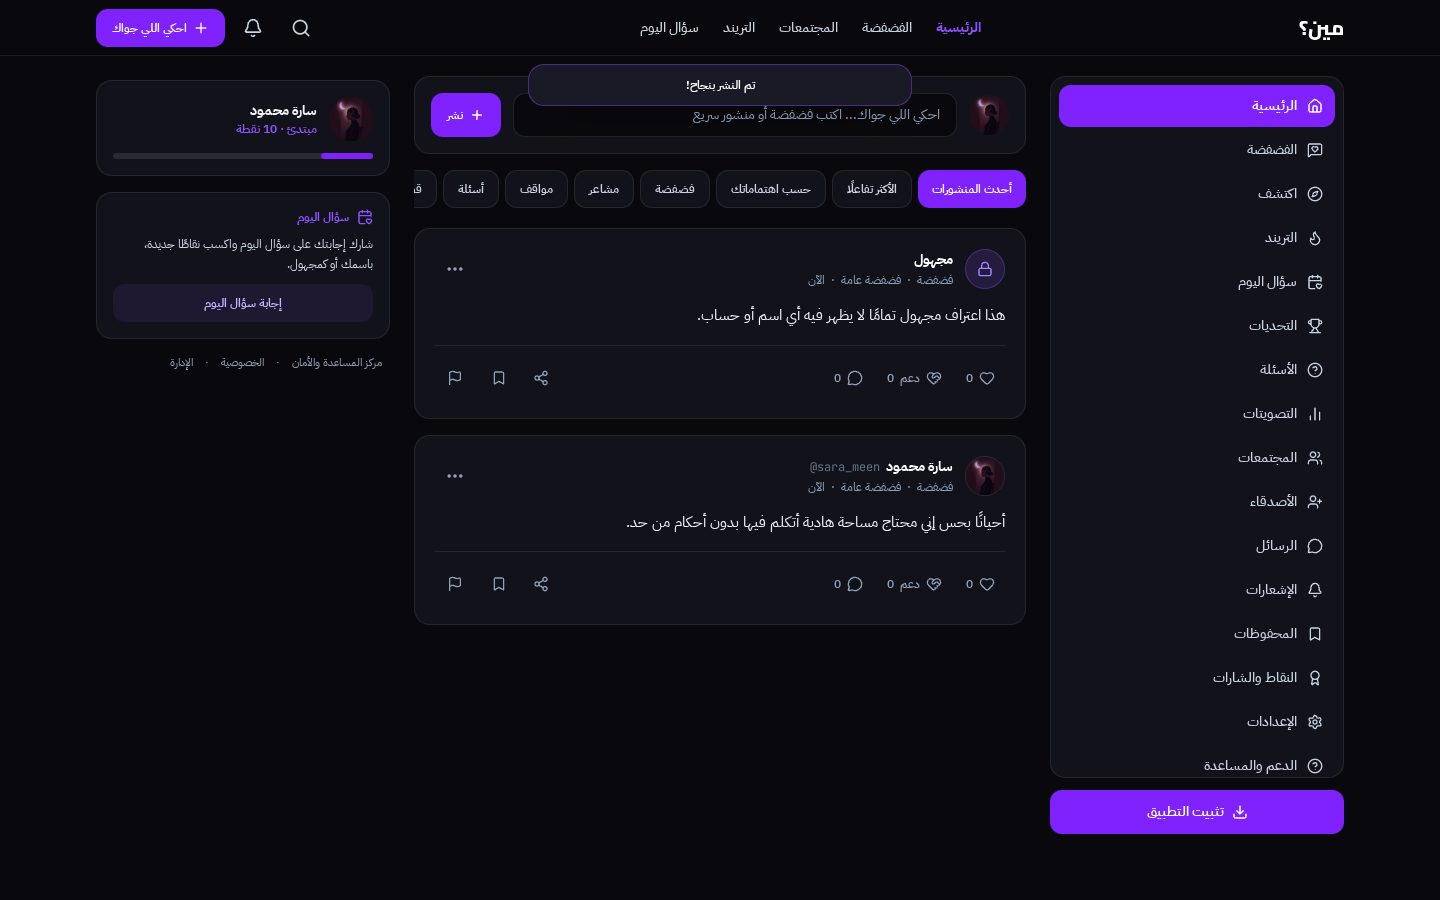 مين؟
الرئيسية
الفضفضة
المجتمعات
التريند
سؤال اليوم
احكي اللي جواك
تم النشر بنجاح!
الرئيسية
الفضفضة
اكتشف
التريند
سؤال اليوم
التحديات
الأسئلة
التصويتات
المجتمعات
الأصدقاء
الرسائل
الإشعارات
المحفوظات
النقاط والشارات
الإعدادات
الدعم والمساعدة
تثبيت التطبيق
احكي اللي جواك... اكتب فضفضة أو منشور سريع
نشر
أحدث المنشورات
الأكثر تفاعلًا
حسب اهتماماتك
فضفضة
مشاعر
مواقف
أسئلة
مجهول
فضفضة · فضفضة عامة · الآن
هذا اعتراف مجهول تمامًا لا يظهر فيه أي اسم أو حساب.
0
دعم 0
0
سارة محمود @sara_meen
فضفضة · فضفضة عامة · الآن
أحيانًا بحس إني محتاج مساحة هادية أتكلم فيها بدون أحكام من حد.
0
دعم 0
0
سارة محمود
مبتدئ · 10 نقطة
سؤال اليوم
شارك إجابتك على سؤال اليوم واكسب نقاطًا جديدة،
باسمك أو كمجهول.
إجابة سؤال اليوم
مركز المساعدة والأمان · الخصوصية · الإدارة